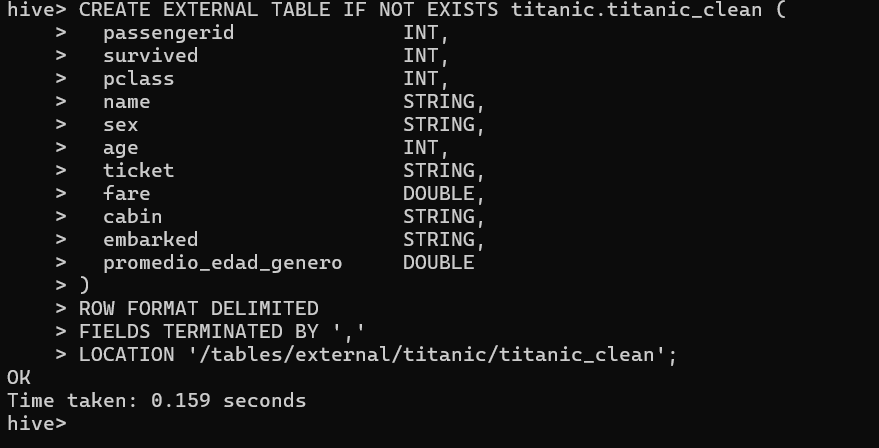 hive> CREATE EXTERNAL TABLE IF NOT EXISTS titanic.titanic_clean (
    >   passengerid              INT,
    >   survived                 INT,
    >   pclass                   INT,
    >   name                     STRING,
    >   sex                      STRING,
    >   age                      INT,
    >   ticket                   STRING,
    >   fare                     DOUBLE,
    >   cabin                    STRING,
    >   embarked                 STRING,
    >   promedio_edad_genero     DOUBLE
    > )
    > ROW FORMAT DELIMITED
    > FIELDS TERMINATED BY ','
    > LOCATION '/tables/external/titanic/titanic_clean';
OK
Time taken: 0.159 seconds
hive>